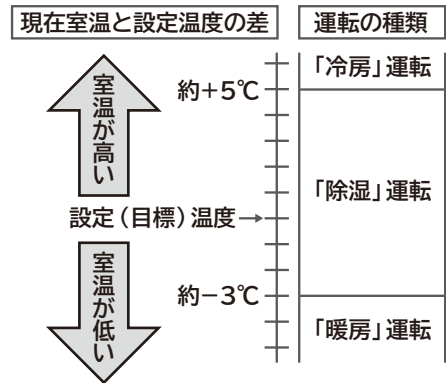 現在室温と設定温度の差
運転の種類
室温が高い
約+5℃
「冷房」運転
「除湿」運転
設定(目標)温度→
室温が低い
約-3℃
「暖房」運転